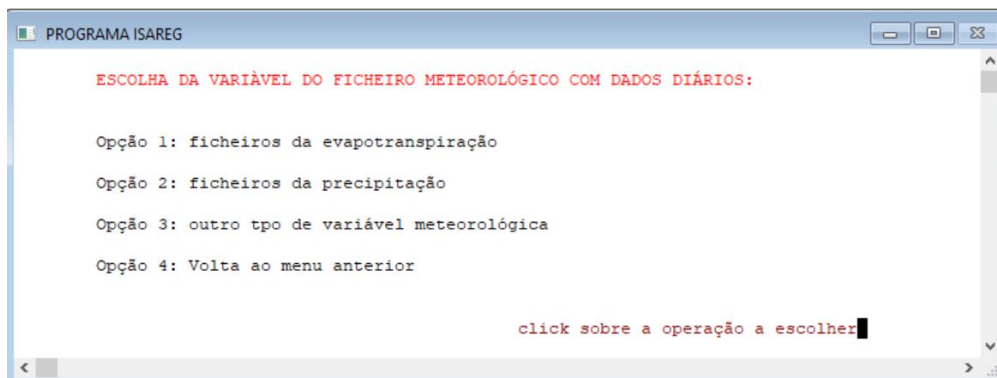 PROGRAMA ISAREG
ESCOLHA DA VARIÀVEL DO FICHEIRO METEOROLÓGICO COM DADOS DIÁRIOS:
Opção 1: ficheiros da evapotranspiração
Opção 2: ficheiros da precipitação
Opção 3: outro tpo de variável meteorológica
Opção 4: Volta ao menu anterior
click sobre a operação a escolher